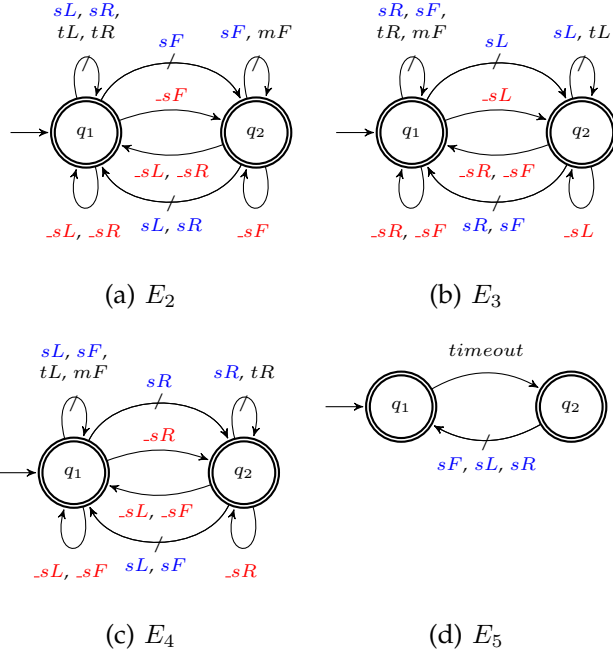 sL, sR,
tL, tR
sF
sF, mF
q1
_sF
q2
_sL, _sR
_sL, _sR
sL, sR
_sF
(a) E2
sR, sF,
tR, mF
sL
sL, tL
q1
_sL
q2
_sR, _sF
_sR, _sF
sR, sF
_sL
(b) E3
sL, sF,
tL, mF
sR
sR, tR
q1
_sR
q2
_sL, _sF
_sL, _sF
sL, sF
_sR
(c) E4
timeout
q1
q2
sF, sL, sR
(d) E5